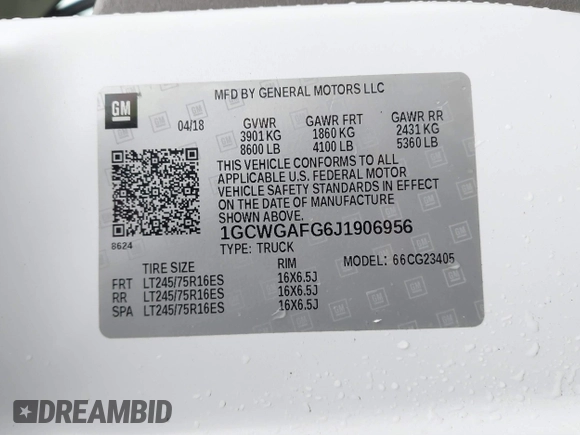 MFD BY GENERAL MOTORS LLC
GM
04/18 GVWR GAWR FRT GAWR RR
3901 KG 1860 KG 2431 KG
8600 LB 4100 LB 5360 LB
THIS VEHICLE CONFORMS TO ALL
APPLICABLE U.S. FEDERAL MOTOR
VEHICLE SAFETY STANDARDS IN EFFECT
ON THE DATE OF MANUFACTURE
SHOWN ABOVE.
8624
1GCWGAFG6J1906956
TYPE: TRUCK
MODEL: 66CG23405
TIRE SIZE RIM
FRT LT245/75R16ES 16X6.5J
RR LT245/75R16ES 16X6.5J
SPA LT245/75R16ES 16X6.5J
DREAMBID